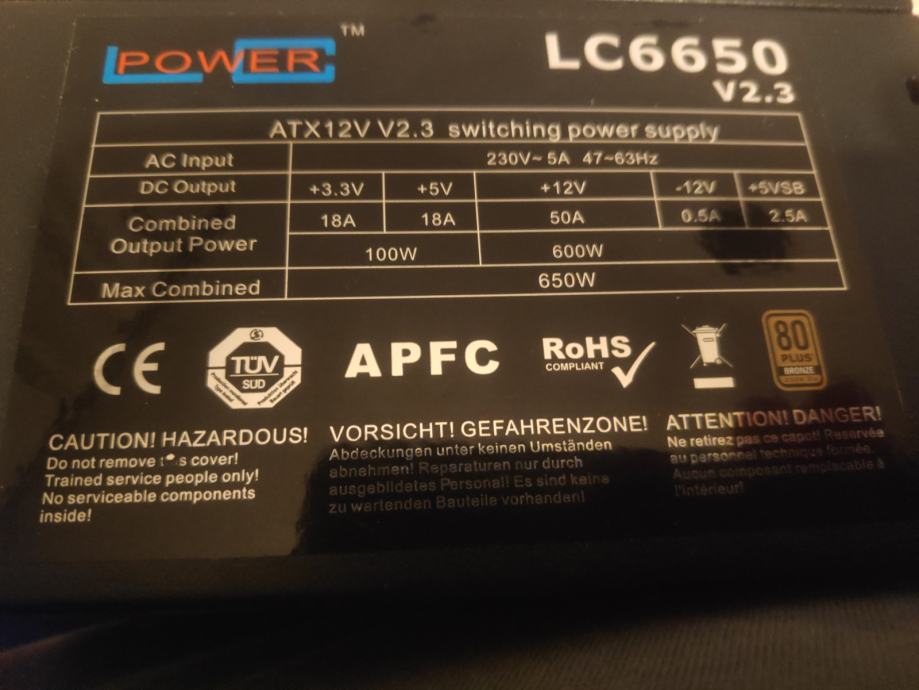 LC POWER™
LC6650
V2.3
ATX12V V2.3 switching power supply
AC Input 230V~ 5A 47~63Hz
DC Output +3.3V +5V +12V -12V +5VSB
Combined Output Power 18A 18A 50A 0.5A 2.5A
100W 600W
Max Combined 650W
CE
TÜV
SUD
APFC
RoHS
COMPLIANT
80
PLUS
BRONZE
CAUTION! HAZARDOUS!
Do not remove s cover!
Trained service people only!
No serviceable components
inside!
VORSICHT! GEFAHRENZONE!
Abdeckungen unter keinen Umständen
abnehmen! Reparaturen nur durch
ausgebildetes Personal! Es sind keine
zu wartenden Bauteile vorhanden!
ATTENTION! DANGER!
Ne retirez pas ce capot! Reservée
au personnel technique formée.
Aucun composant remplacable à
l'intérieur!